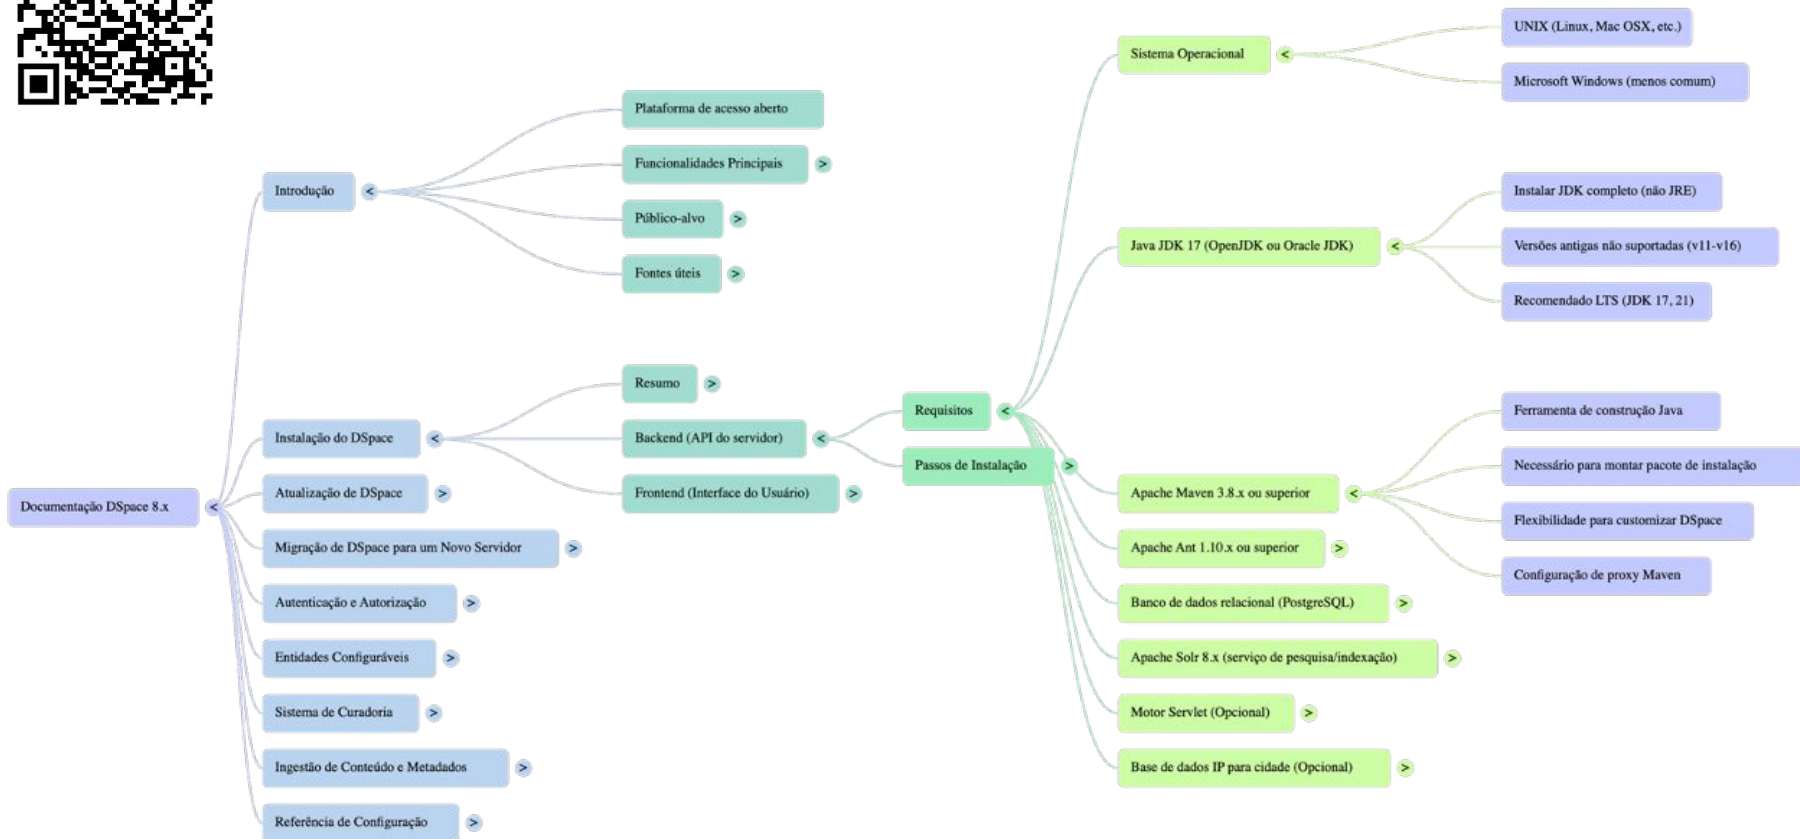 Documentação DSpace 8.x
<
Introdução
<
Plataforma de acesso aberto
Funcionalidades Principais
>
Público-alvo
>
Fontes úteis
>
Instalação do DSpace
<
Resumo
>
Backend (API do servidor)
<
Requisitos
<
Sistema Operacional
<
UNIX (Linux, Mac OSX, etc.)
Microsoft Windows (menos comum)
Java JDK 17 (OpenJDK ou Oracle JDK)
<
Instalar JDK completo (não JRE)
Versões antigas não suportadas (v11-v16)
Recomendado LTS (JDK 17, 21)
Apache Maven 3.8.x ou superior
<
Ferramenta de construção Java
Necessário para montar pacote de instalação
Flexibilidade para customizar DSpace
Configuração de proxy Maven
Apache Ant 1.10.x ou superior
>
Banco de dados relacional (PostgreSQL)
>
Apache Solr 8.x (serviço de pesquisa/indexação)
>
Motor Servlet (Opcional)
>
Base de dados IP para cidade (Opcional)
>
Passos de Instalação
>
Frontend (Interface do Usuário)
>
Atualização de DSpace
>
Migração de DSpace para um Novo Servidor
>
Autenticação e Autorização
>
Entidades Configuráveis
>
Sistema de Curadoria
>
Ingestão de Conteúdo e Metadados
>
Referência de Configuração
>